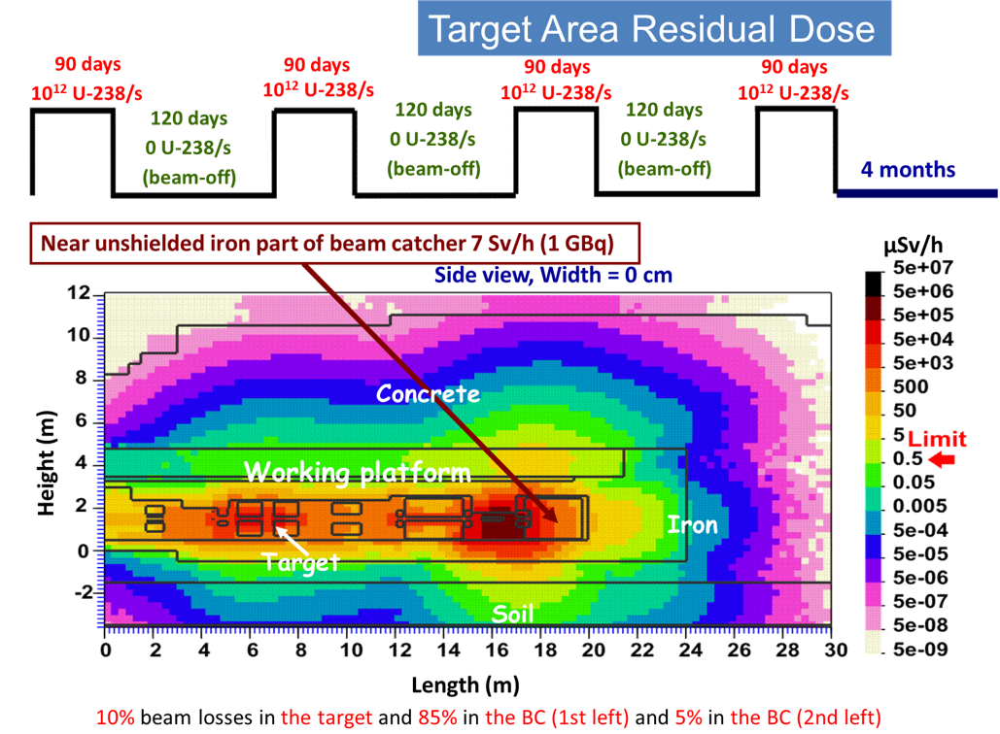 Target Area Residual Dose
90 days
10¹² U-238/s
90 days
10¹² U-238/s
90 days
10¹² U-238/s
90 days
10¹² U-238/s
120 days
0 U-238/s
(beam-off)
120 days
0 U-238/s
(beam-off)
120 days
0 U-238/s
(beam-off)
4 months
Near unshielded iron part of beam catcher 7 Sv/h (1 GBq)
Side view, Width = 0 cm
µSv/h
5e+07
5e+06
5e+05
5e+04
5e+03
500
50
5
Limit
0.5
0.05
0.005
5e-04
5e-05
5e-06
5e-07
5e-08
5e-09
Height (m)
12
10
8
6
4
2
0
-2
Concrete
Working platform
Iron
Target
Soil
0 2 4 6 8 10 12 14 16 18 20 22 24 26 28 30
Length (m)
10% beam losses in the target and 85% in the BC (1st left) and 5% in the BC (2nd left)